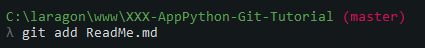 C:\laragon\www\XXX-AppPython-Git-Tutorial (master)
λ git add ReadMe.md